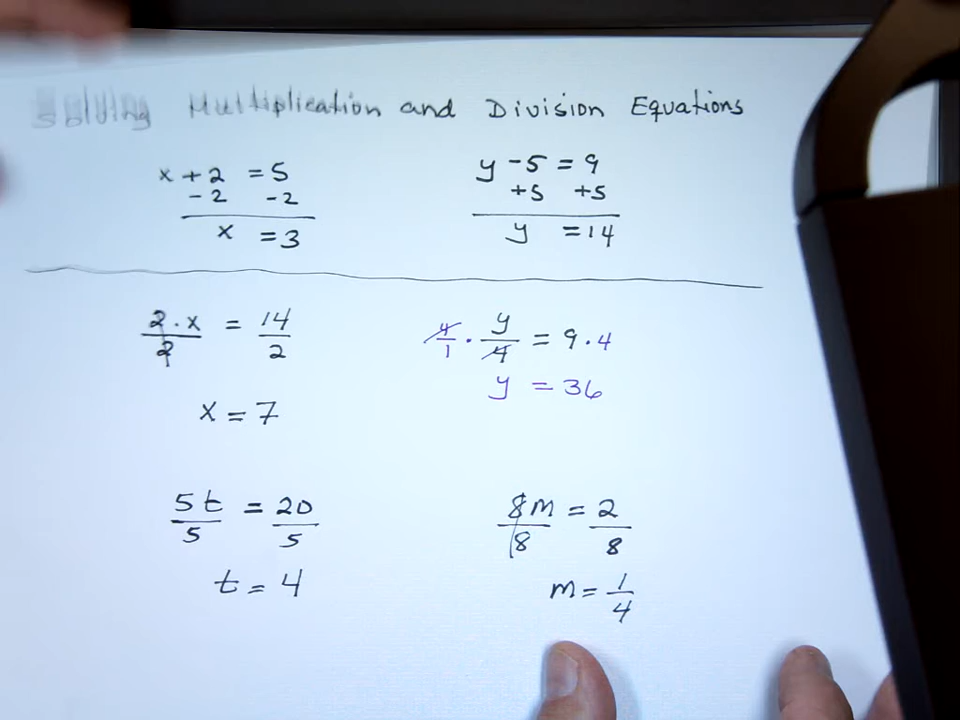 Solving Multiplication and Division Equations
x + 2 = 5
- 2 - 2
x = 3
y - 5 = 9
+5 +5
y = 14
2 · x / 2 = 14 / 2
x = 7
4/1 · y/4 = 9 · 4
y = 36
5t / 5 = 20 / 5
t = 4
8m / 8 = 2 / 8
m = 1/4